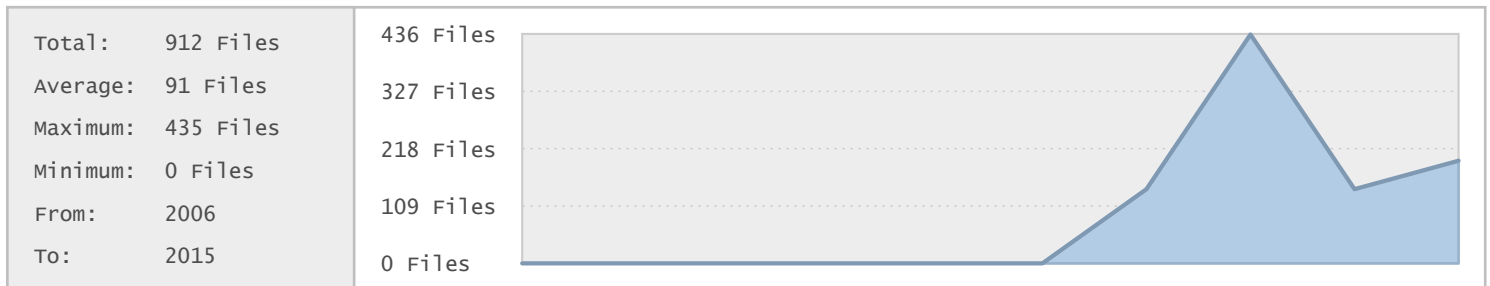 Total: 912 Files
Average: 91 Files
Maximum: 435 Files
Minimum: 0 Files
From: 2006
To: 2015
436 Files
327 Files
218 Files
109 Files
0 Files